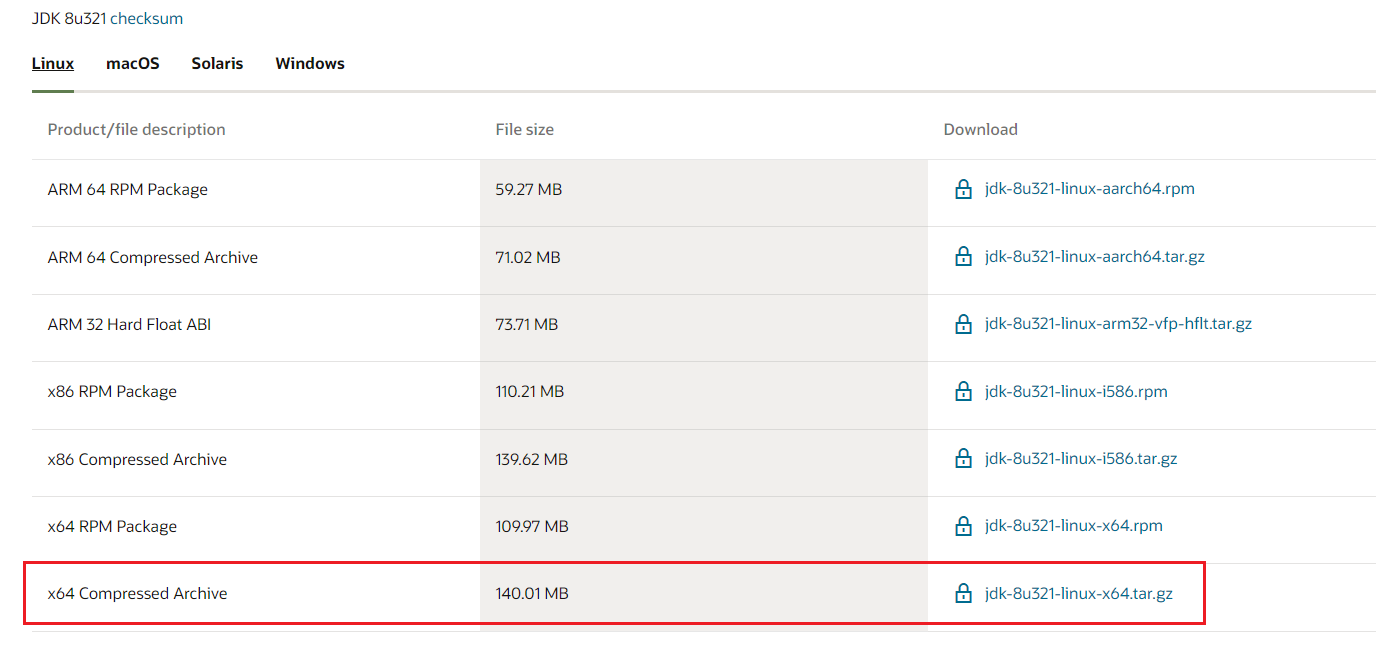 JDK 8u321 checksum
Linux macOS Solaris Windows
Product/file description File size Download
ARM 64 RPM Package 59.27 MB jdk-8u321-linux-aarch64.rpm
ARM 64 Compressed Archive 71.02 MB jdk-8u321-linux-aarch64.tar.gz
ARM 32 Hard Float ABI 73.71 MB jdk-8u321-linux-arm32-vfp-hflt.tar.gz
x86 RPM Package 110.21 MB jdk-8u321-linux-i586.rpm
x86 Compressed Archive 139.62 MB jdk-8u321-linux-i586.tar.gz
x64 RPM Package 109.97 MB jdk-8u321-linux-x64.rpm
x64 Compressed Archive 140.01 MB jdk-8u321-linux-x64.tar.gz